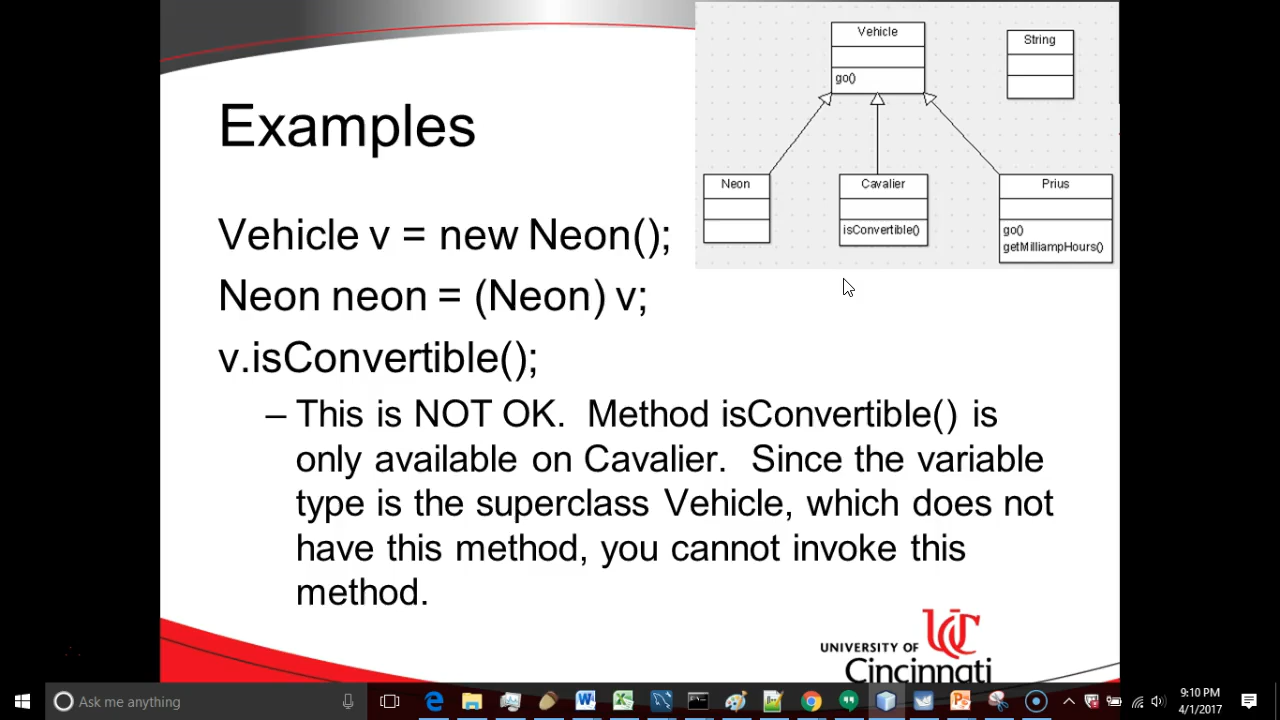 Vehicle
String
go()
Examples
Neon
Cavalier
Prius
isConvertible()
go()
getMilliampHours()
Vehicle v = new Neon();
Neon neon = (Neon) v;
v.isConvertible();
– This is NOT OK. Method isConvertible() is
only available on Cavalier. Since the variable
type is the superclass Vehicle, which does not
have this method, you cannot invoke this
method.
UC
UNIVERSITY OF
Cincinnati
Ask me anything
9:10 PM
4/1/2017